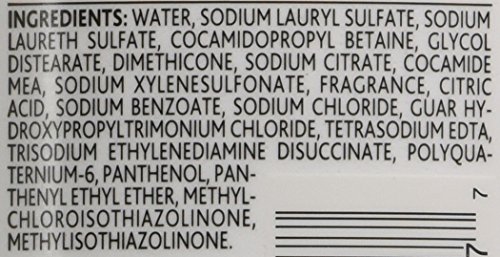 INGREDIENTS: WATER, SODIUM LAURYL SULFATE, SODIUM
LAURETH SULFATE, COCAMIDOPROPYL BETAINE, GLYCOL
DISTEARATE, DIMETHICONE, SODIUM CITRATE, COCAMIDE
MEA, SODIUM XYLENESULFONATE, FRAGRANCE, CITRIC
ACID, SODIUM BENZOATE, SODIUM CHLORIDE, GUAR HY-
DROXYPROPYLTRIMONIUM CHLORIDE, TETRASODIUM EDTA,
TRISODIUM ETHYLENEDIAMINE DISUCCINATE, POLYQUA-
TERNIUM-6, PANTHENOL, PAN-
THENYL ETHYL ETHER, METHYL-
CHLOROISOTHIAZOLINONE,
METHYLISOTHIAZOLINONE.
7
7